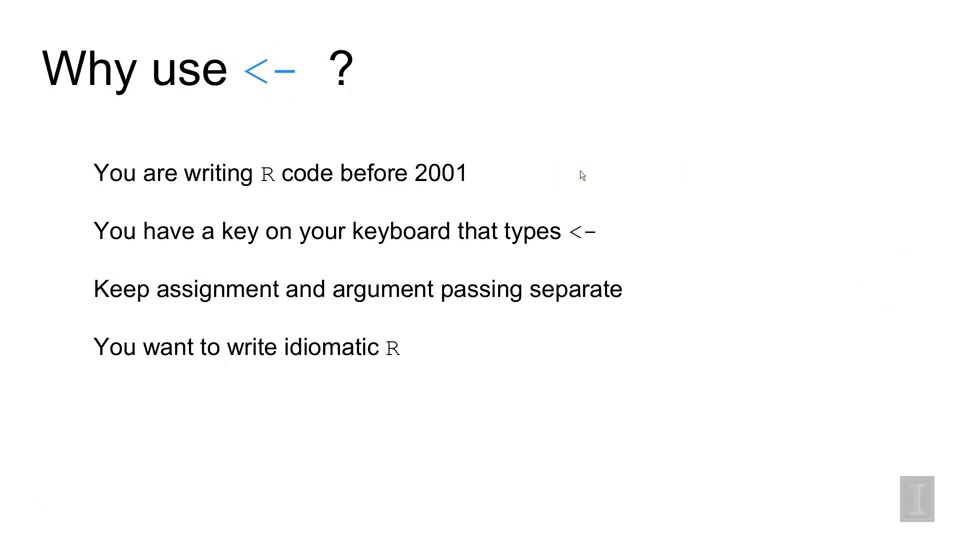 Why use <- ?
You are writing R code before 2001
You have a key on your keyboard that types <-
Keep assignment and argument passing separate
You want to write idiomatic R
I